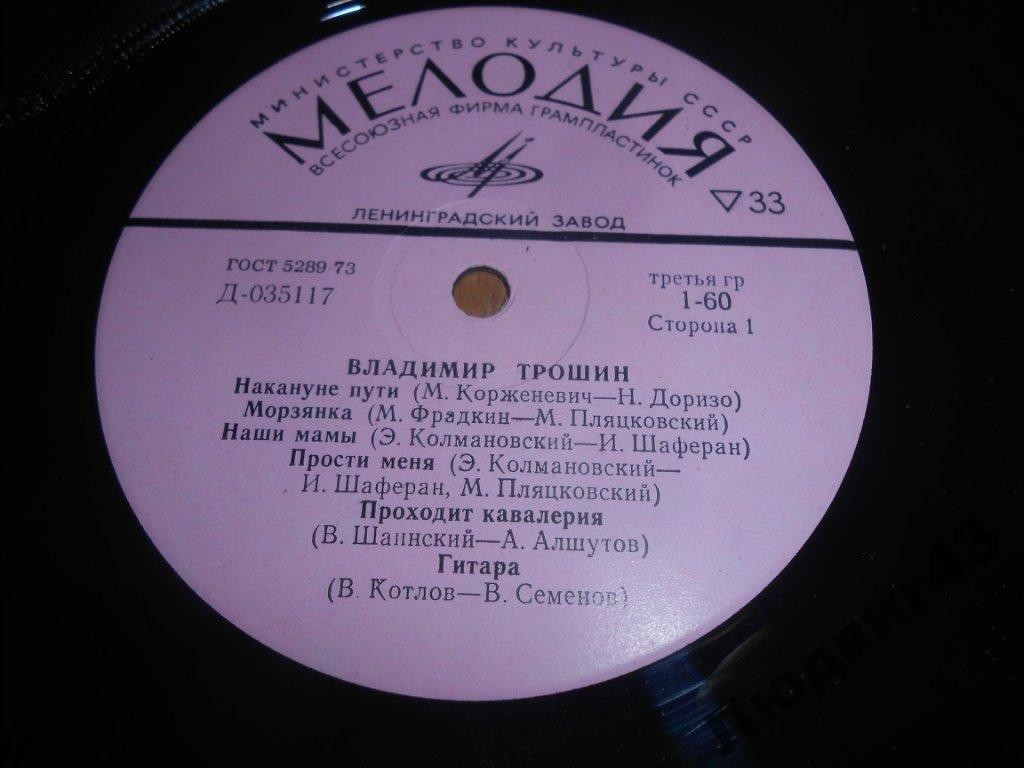 МИНИСТЕРСТВО КУЛЬТУРЫ СССР
МЕЛОДИЯ
ВСЕСОЮЗНАЯ ФИРМА ГРАМПЛАСТИНОК
33
ЛЕНИНГРАДСКИЙ ЗАВОД
ГОСТ 5289 73
Д-035117
третья гр
1-60
Сторона 1
ВЛАДИМИР ТРОШИН
Накануне пути (М. Корженевич—Н. Доризо)
Морзянка (М. Фрадкин—М. Пляцковский)
Наши мамы (Э. Колмановский—И. Шаферан)
Прости меня (Э. Колмановский—
И. Шаферан, М. Пляцковский)
Проходит кавалерия
(В. Шаинский—А. Алшутов)
Гитара
(В. Котлов—В. Семенов)
Людвиг43